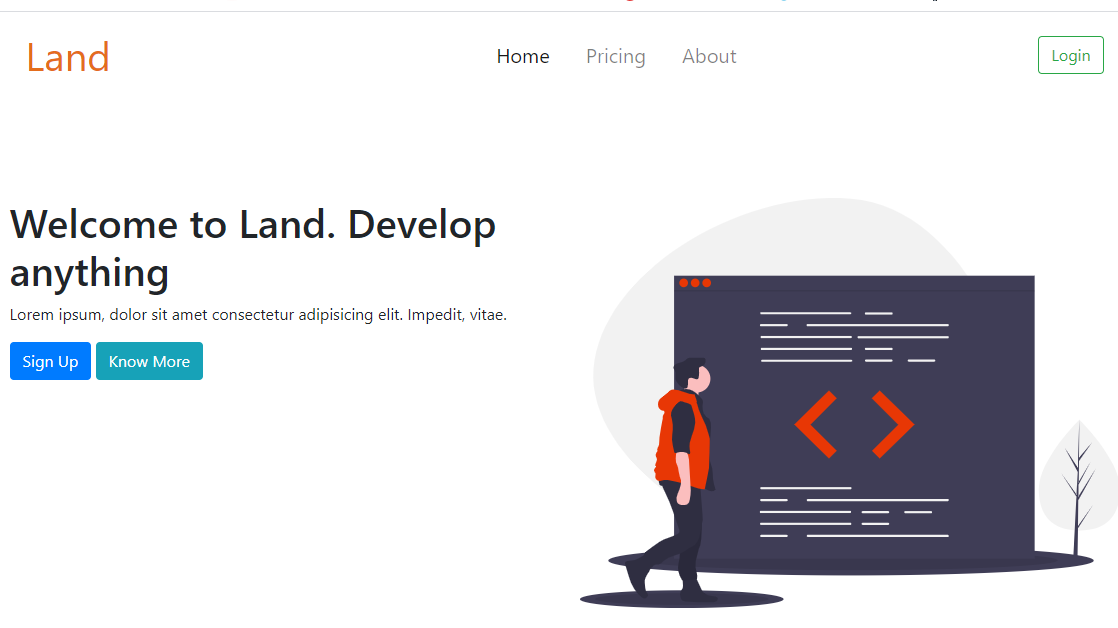 Land
Home Pricing About
Login
Welcome to Land. Develop
anything
Lorem ipsum, dolor sit amet consectetur adipisicing elit. Impedit, vitae.
Sign Up Know More